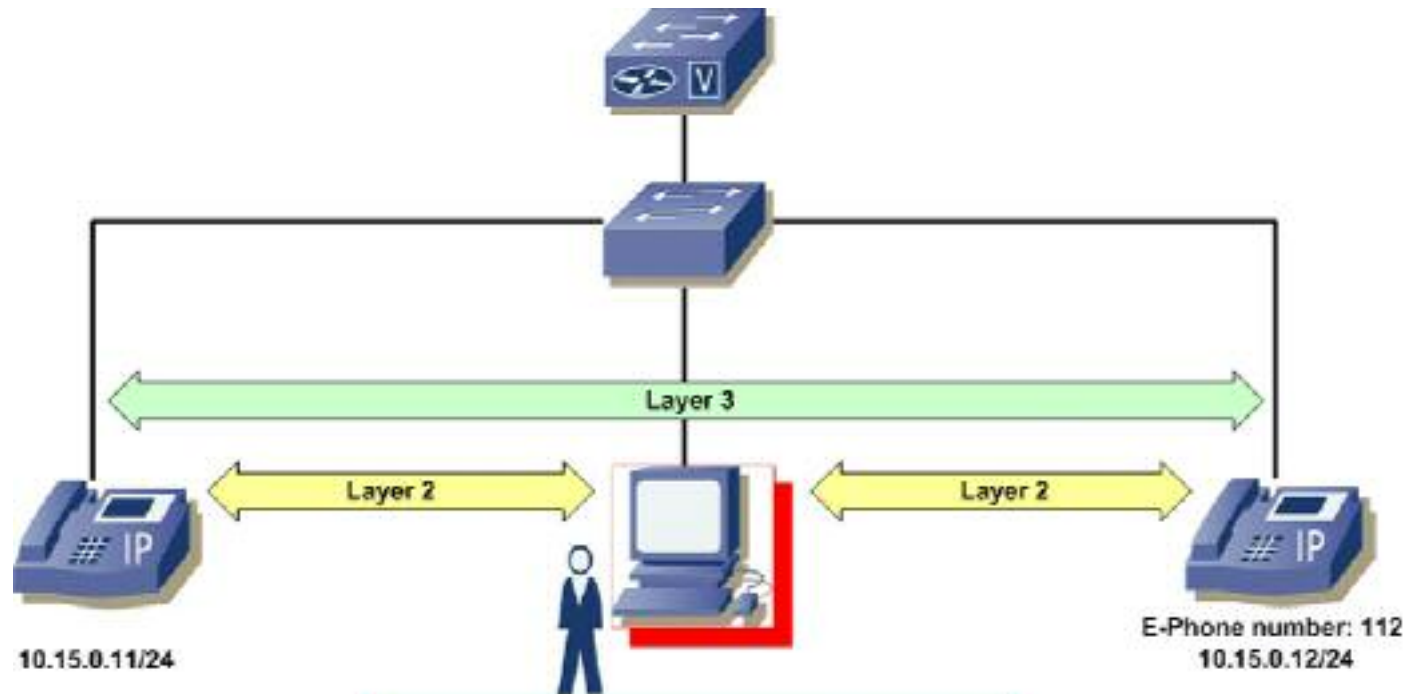 V
Layer 3
Layer 2
Layer 2
IP
IP
E-Phone number: 112
10.15.0.11/24
10.15.0.12/24